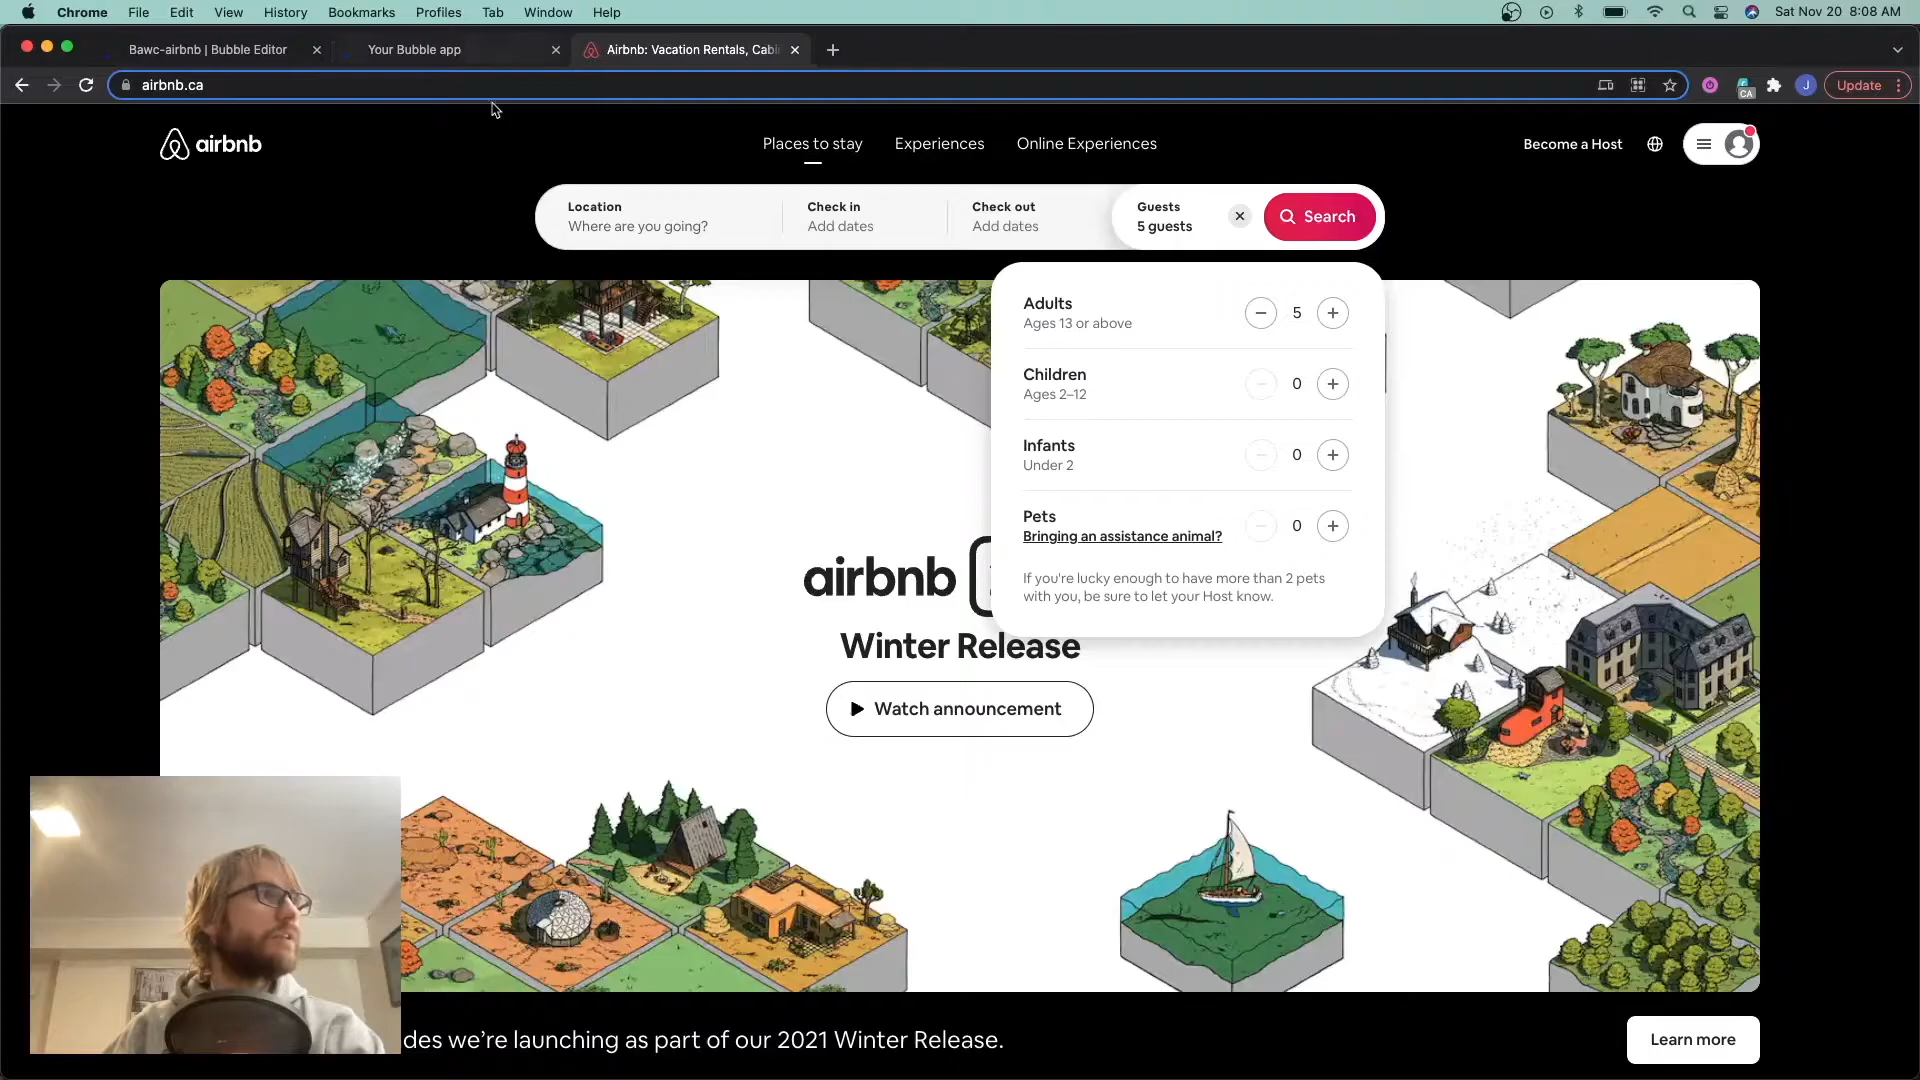 Chrome File Edit View History Bookmarks Profiles Tab Window Help Sat Nov 20 8:08 AM
Bawc-airbnb | Bubble Editor Your Bubble app Airbnb: Vacation Rentals, Cabi
airbnb.ca CA J Update
airbnb Places to stay Experiences Online Experiences Become a Host
Location Check in Check out Guests
Where are you going? Add dates Add dates 5 guests Search
Adults 5
Ages 13 or above
Children 0
Ages 2–12
Infants 0
Under 2
Pets 0
Bringing an assistance animal?
If you're lucky enough to have more than 2 pets
with you, be sure to let your Host know.
airbnb
Winter Release
Watch announcement
des we’re launching as part of our 2021 Winter Release. Learn more